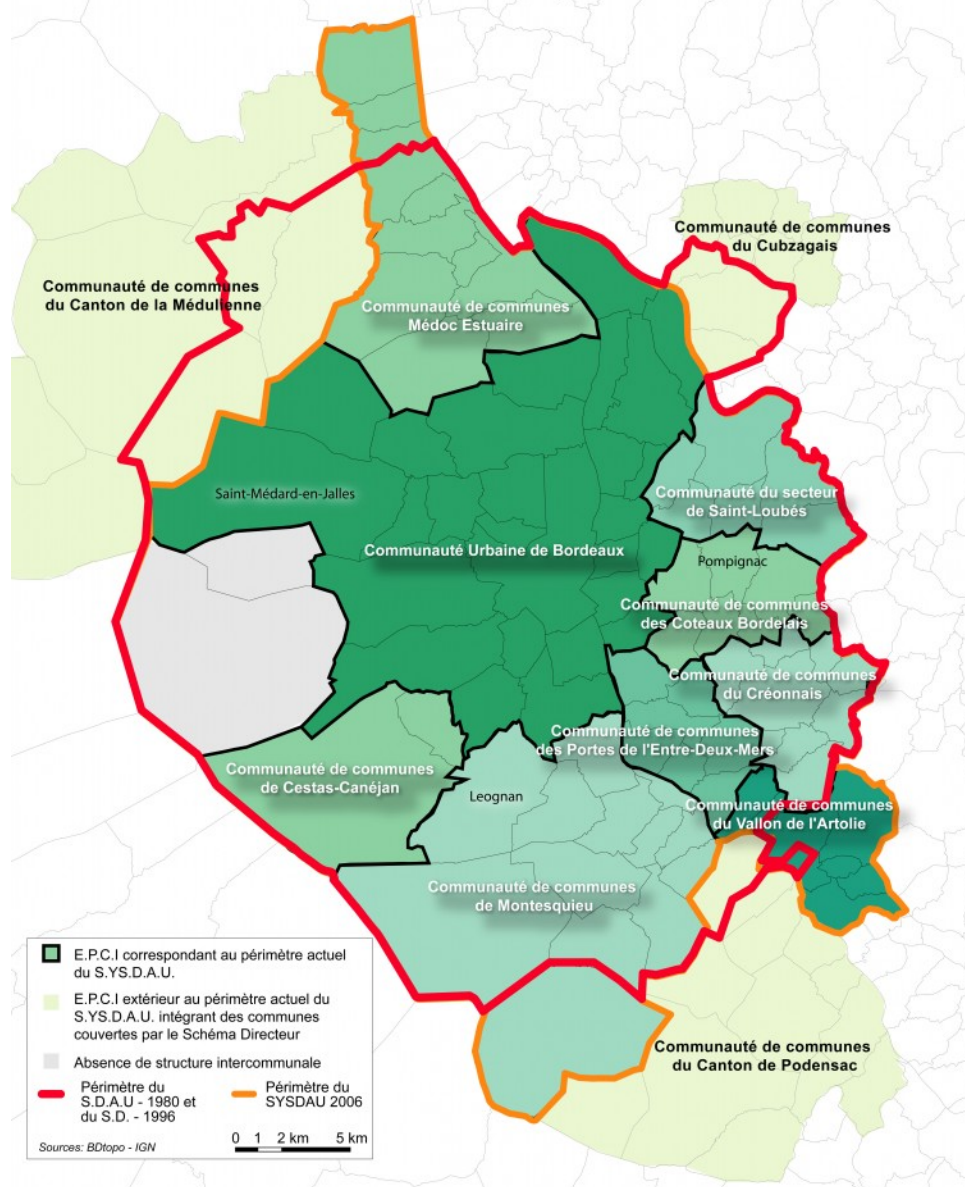 Communauté de communes
du Cubzagais
Communauté de communes
du Canton de la Médulienne
Communauté de communes
Médoc Estuaire
Saint-Médard-en-Jalles
Communauté du secteur
de Saint-Loubés
Communauté Urbaine de Bordeaux
Pompignac
Communauté de communes
des Coteaux Bordelais
Communauté de communes
du Créonnais
Communauté de communes
des Portes de l'Entre-Deux-Mers
Communauté de communes
de Cestas-Canéjan
Leognan
Communauté de communes
du Vallon de l'Artolie
Communauté de communes
de Montesquieu
Communauté de communes
du Canton de Podensac
E.P.C.I correspondant au périmètre actuel
du S.YS.D.A.U.
E.P.C.I extérieur au périmètre actuel du
S.YS.D.A.U. intégrant des communes
couvertes par le Schéma Directeur
Absence de structure intercommunale
Périmètre du
S.D.A.U - 1980 et
du S.D. - 1996
Périmètre du
SYSDAU 2006
Sources: BDtopo - IGN
0 1 2 km 5 km